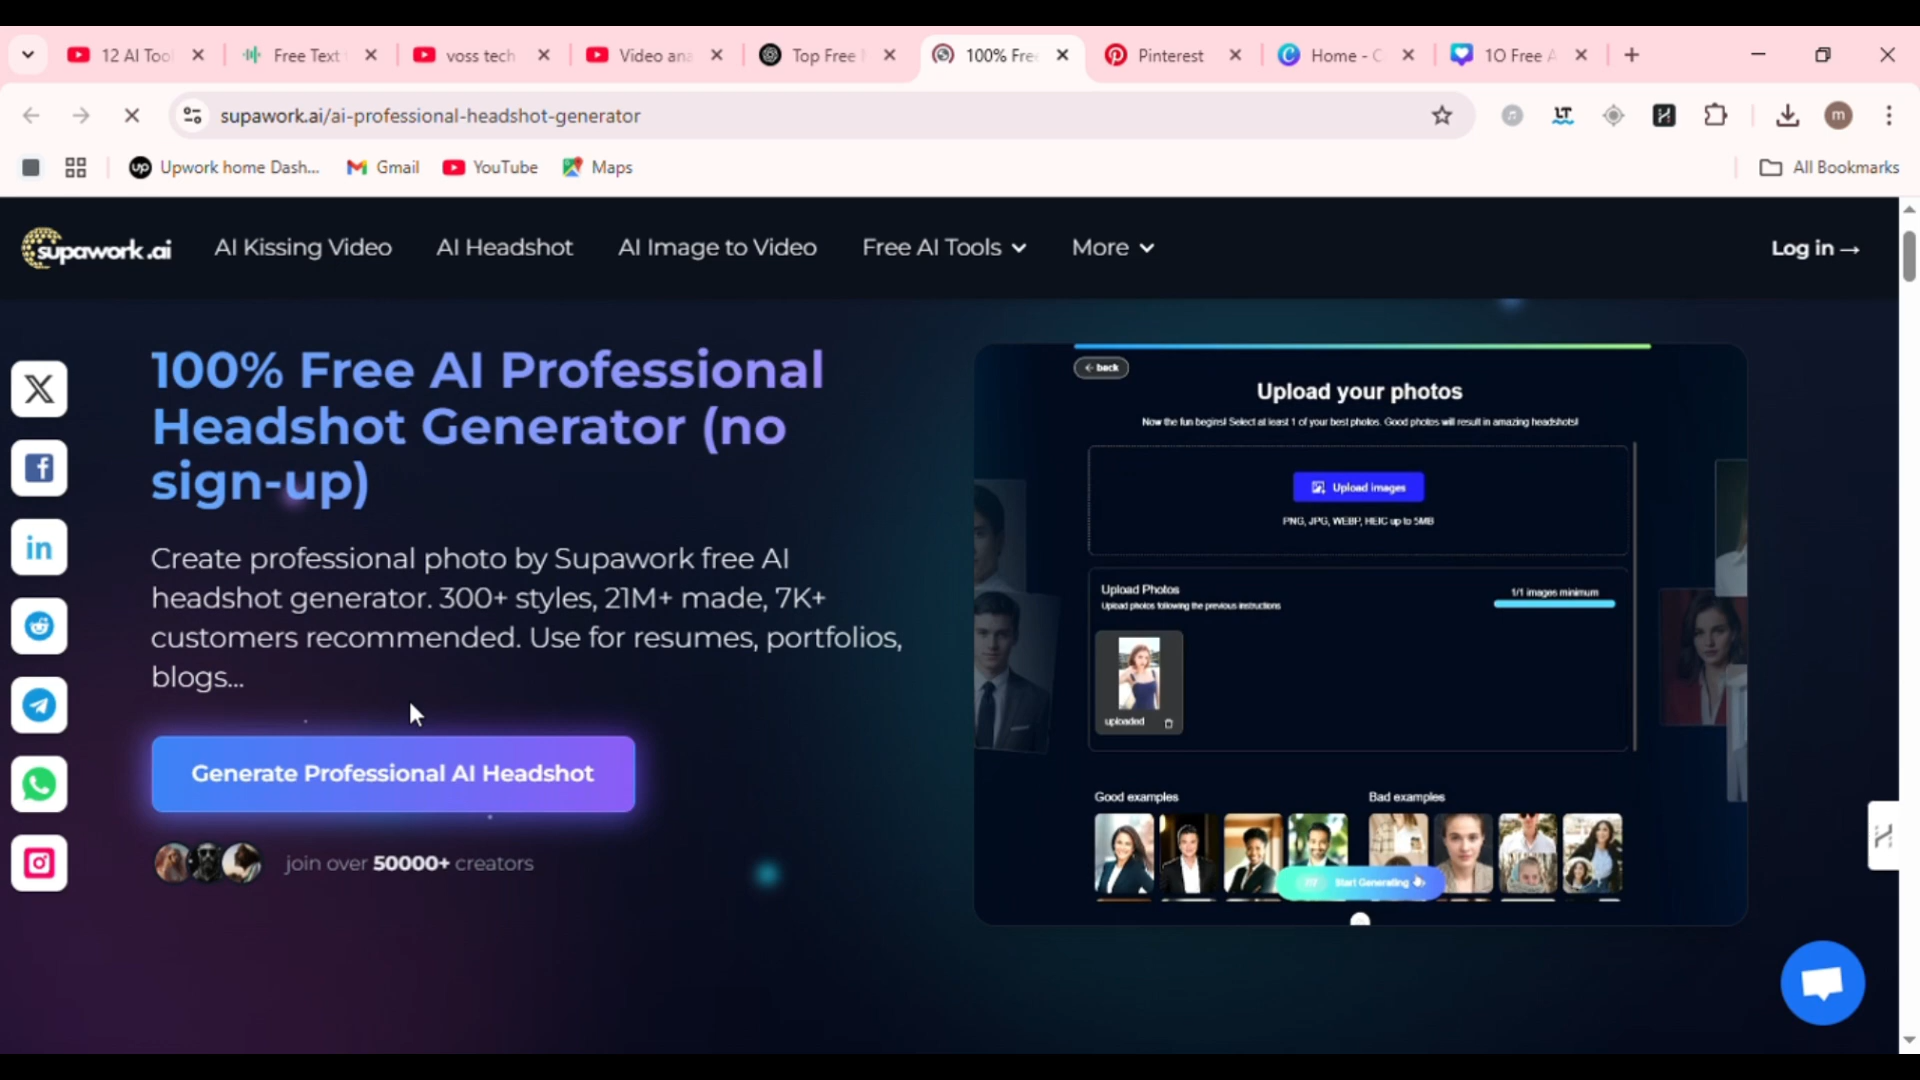 12 AI Too
Free Text
voss tech
Video ana
Top Free
100% Free
Pinterest
Home - C
10 Free A
supawork.ai/ai-professional-headshot-generator
LT
m
up
Upwork home Dash...
Gmail
YouTube
Maps
All Bookmarks
supawork.ai
AI Kissing Video
AI Headshot
AI Image to Video
Free AI Tools
More
Log in →
100% Free AI Professional
Headshot Generator (no
sign-up)
Create professional photo by Supawork free AI
headshot generator. 300+ styles, 21M+ made, 7K+
customers recommended. Use for resumes, portfolios,
blogs...
Generate Professional AI Headshot
join over 50000+ creators
in
← back
Upload your photos
Now the fun begins! Select at least 1 of your best photos. Good photos will result in amazing headshots!
Upload images
PNG, JPG, WEBP, HEIC up to 5MB
Upload Photos
Upload photos following the previous instructions
1/1 images minimum
uploaded
Good examples
Bad examples
Start Generating